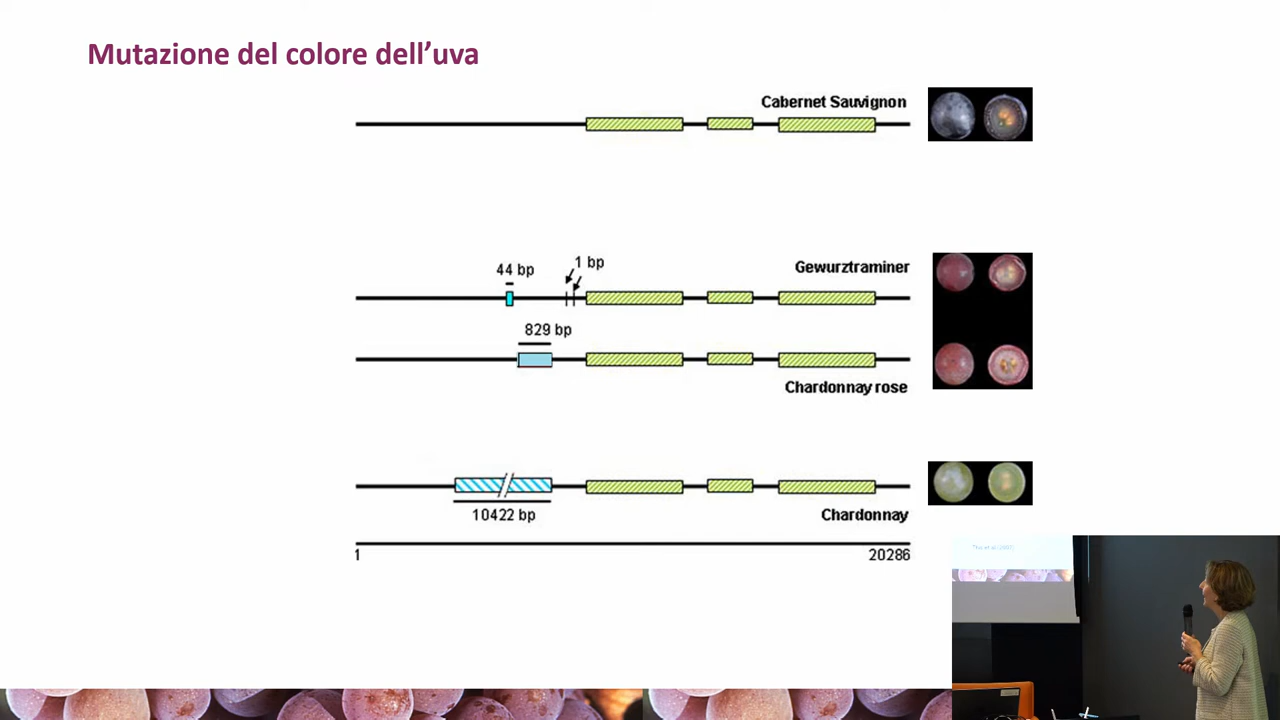 Mutazione del colore dell’uva
Cabernet Sauvignon
44 bp
1 bp
Gewurztraminer
829 bp
Chardonnay rose
10422 bp
Chardonnay
1
20286